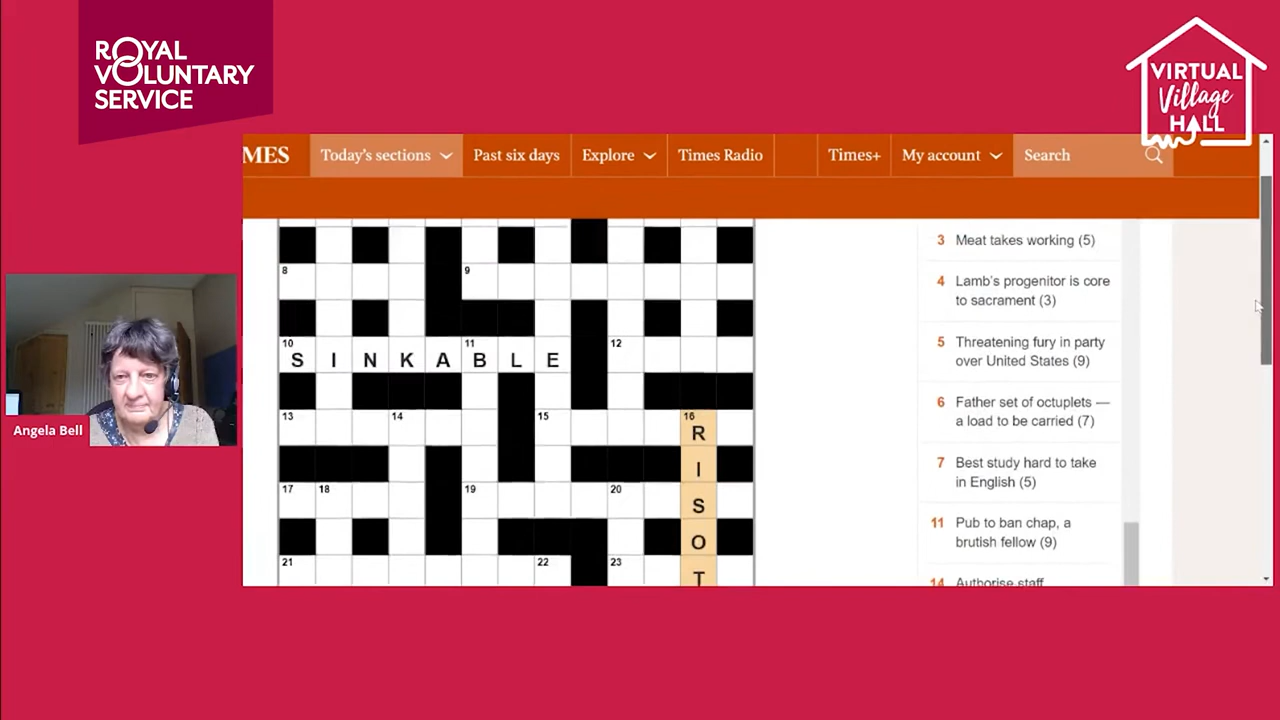 ROYAL
VOLUNTARY
SERVICE
VIRTUAL
Village
HALL
MES
Today's sections
Past six days
Explore
Times Radio
Times+
My account
Search
8
9
10 11 12
S I N K A B L E
13 14 15 16
R
I
17 18 19 20
S
O
21 22 23
T
3 Meat takes working (5)
4 Lamb's progenitor is core
to sacrament (3)
5 Threatening fury in party
over United States (9)
6 Father set of octuplets —
a load to be carried (7)
7 Best study hard to take
in English (5)
11 Pub to ban chap, a
brutish fellow (9)
14 Authorise staff
Angela Bell